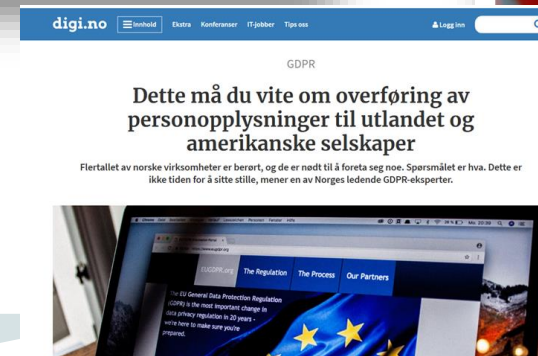 digi.no
Innhold
Ekstra
Konferanser
IT-jobber
Tips oss
Logg inn
GDPR
Dette må du vite om overføring av
personopplysninger til utlandet og
amerikanske selskaper
Flertallet av norske virksomheter er berørt, og de er nødt til å foreta seg noe. Spørsmålet er hva. Dette er
ikke tiden for å sitte stille, mener en av Norges ledende GDPR-eksperter.
EUGDPR.org
The Regulation
The Process
Our Partners
The EU General Data Protection Regulation
(GDPR) is the most important change in
data privacy regulation in 20 years -
we're here to make sure you're
prepared.